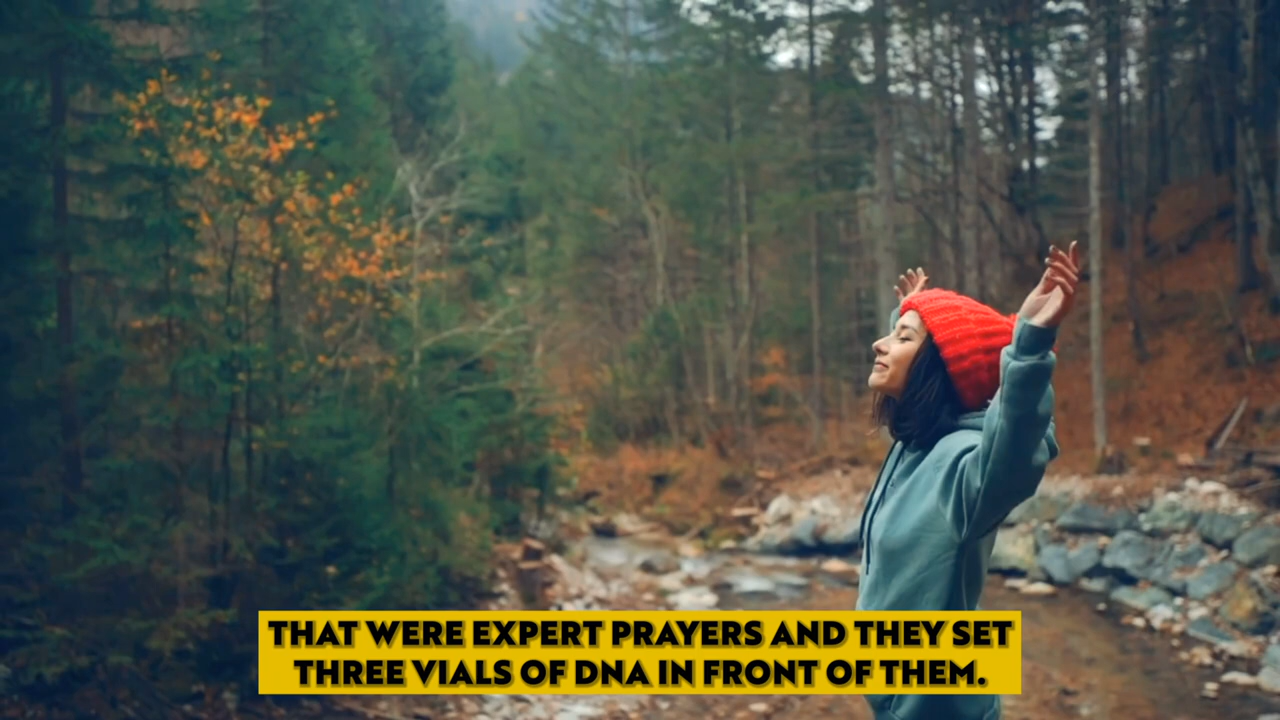 THAT WERE EXPERT PRAYERS AND THEY SET
THREE VIALS OF DNA IN FRONT OF THEM.